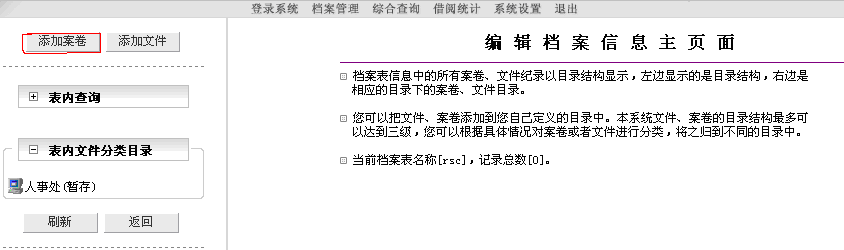 登录系统 档案管理 综合查询 借阅统计 系统设置 退出
添加案卷 添加文件
表内查询
表内文件分类目录
人事处(暂存)
刷新 返回
编辑档案信息主页面
档案表信息中的所有案卷、文件纪录以目录结构显示，左边显示的是目录结构，右边是
相应的目录下的案卷、文件目录。
您可以把文件、案卷添加到您自己定义的目录中。本系统文件、案卷的目录结构最多可
以达到三级，您可以根据具体情况对案卷或者文件进行分类，将之归到不同的目录中。
当前档案表名称[rsc]，记录总数[0]。